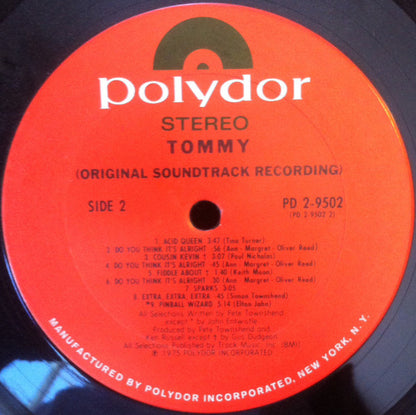 polydor
STEREO
TOMMY
(ORIGINAL SOUNDTRACK RECORDING)
SIDE 2
PD 2-9502
(PD 2-9502 2)
1. ACID QUEEN 3:47 (Tina Turner)
2. DO YOU THINK IT'S ALRIGHT :56 (Ann - Margret - Oliver Reed)
3. COUSIN KEVIN † 3:07 (Paul Nicholas)
4. DO YOU THINK IT'S ALRIGHT :45 (Ann - Margret - Oliver Reed)
5. FIDDLE ABOUT † 1:40 (Keith Moon)
6. DO YOU THINK IT'S ALRIGHT :30 (Ann - Margret - Oliver Reed)
7. SPARKS 3:05
8. EXTRA, EXTRA, EXTRA :45 (Simon Townshend)
*9. PINBALL WIZARD 5:14 (Elton John)
All Selections Written by Pete Townshend
except † by John Entwistle
Produced by Pete Townshend and
Ken Russell except * by Gus Dudgeon
All Selections Published by Track Music Inc. (BMI)
℗ 1975 POLYDOR INCORPORATED
MANUFACTURED BY POLYDOR INCORPORATED, NEW YORK, N. Y.